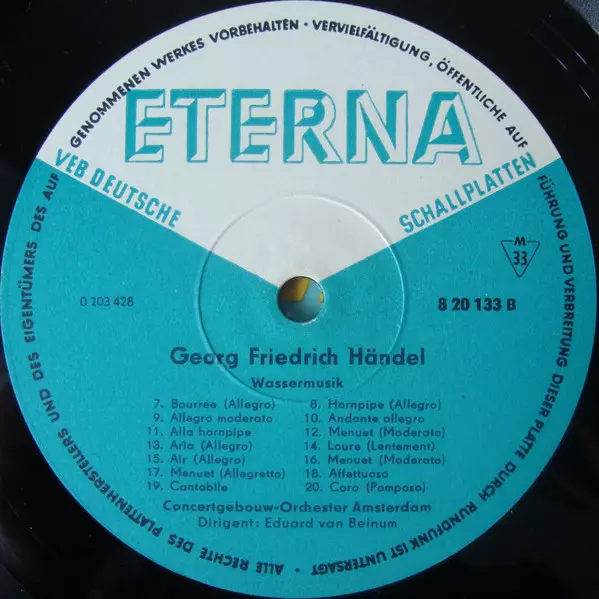 ALLE RECHTE DES PLATTENHERSTELLERS UND DES EIGENTÜMERS DES AUF GENOMMENEN WERKES VORBEHALTEN · VERVIELFÄLTIGUNG, ÖFFENTLICHE AUF FÜHRUNG UND VERBREITUNG DIESER PLATTE DURCH RUNDFUNK IST UNTERSAGT ·
ETERNA
VEB DEUTSCHE SCHALLPLATTEN
M
33
0 203 428
8 20 133 B
Georg Friedrich Händel
Wassermusik
7. Bourrée (Allegro) 8. Hornpipe (Allegro)
9. Allegro moderato 10. Andante allegro
11. Alla hornpipe 12. Menuet (Moderato)
13. Aria (Allegro) 14. Loure (Lentement)
15. Air (Allegro) 16. Menuet (Moderato)
17. Menuet (Allegretto) 18. Affettuoso
19. Cantabile 20. Coro (Pomposo)
Concertgebouw-Orchester Amsterdam
Dirigent: Eduard van Beinum